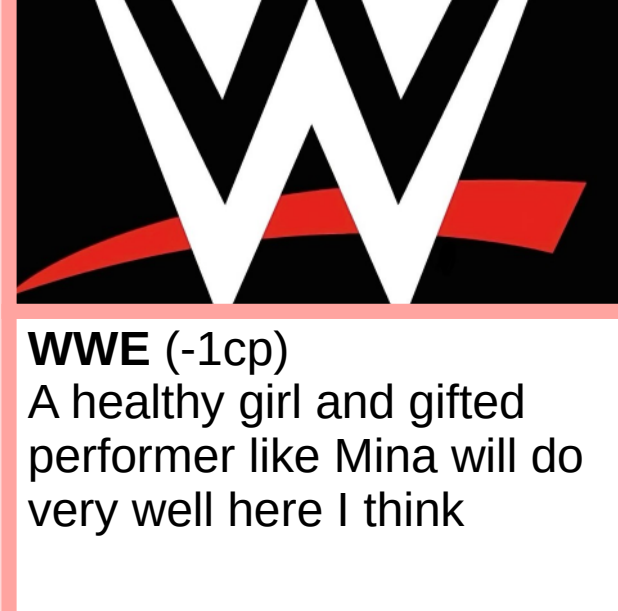 W
WWE (-1cp)
A healthy girl and gifted
performer like Mina will do
very well here I think